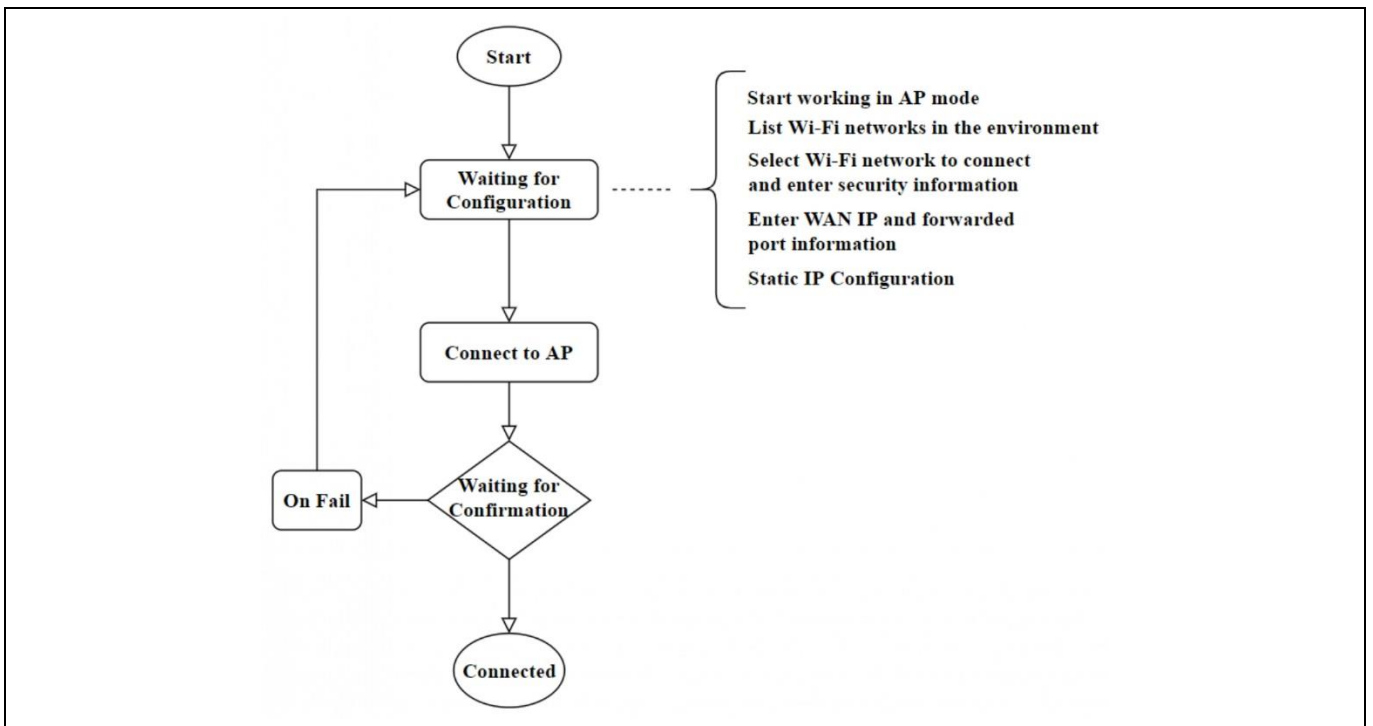 Start
Waiting for
Configuration
Start working in AP mode
List Wi-Fi networks in the environment
Select Wi-Fi network to connect
and enter security information
Enter WAN IP and forwarded
port information
Static IP Configuration
Connect to AP
Waiting for
Confirmation
On Fail
Connected